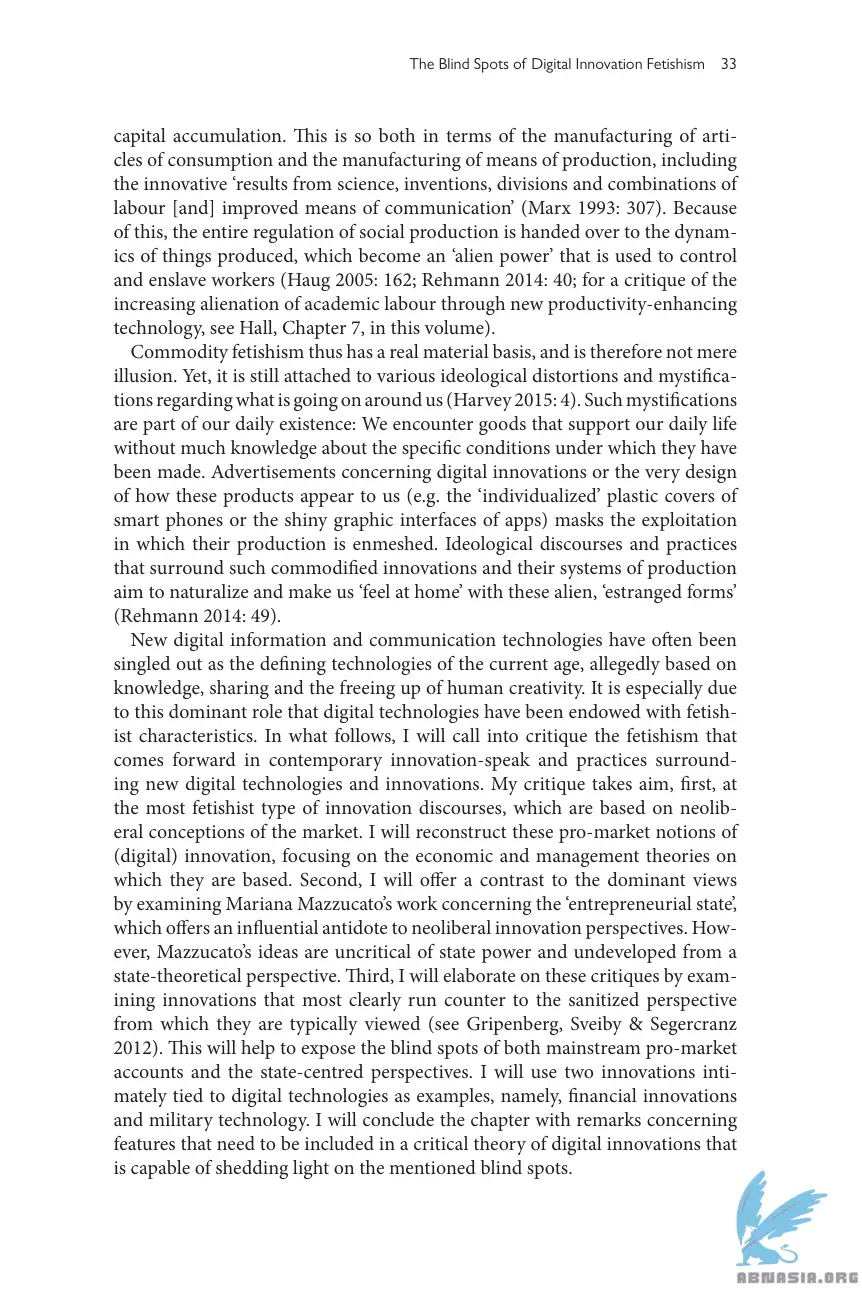 The Blind Spots of Digital Innovation Fetishism 33
capital accumulation. This is so both in terms of the manufacturing of arti-
cles of consumption and the manufacturing of means of production, including
the innovative ‘results from science, inventions, divisions and combinations of
labour [and] improved means of communication’ (Marx 1993: 307). Because
of this, the entire regulation of social production is handed over to the dynam-
ics of things produced, which become an ‘alien power’ that is used to control
and enslave workers (Haug 2005: 162; Rehmann 2014: 40; for a critique of the
increasing alienation of academic labour through new productivity-enhancing
technology, see Hall, Chapter 7, in this volume).
Commodity fetishism thus has a real material basis, and is therefore not mere
illusion. Yet, it is still attached to various ideological distortions and mystifica-
tions regarding what is going on around us (Harvey 2015: 4). Such mystifications
are part of our daily existence: We encounter goods that support our daily life
without much knowledge about the specific conditions under which they have
been made. Advertisements concerning digital innovations or the very design
of how these products appear to us (e.g. the ‘individualized’ plastic covers of
smart phones or the shiny graphic interfaces of apps) masks the exploitation
in which their production is enmeshed. Ideological discourses and practices
that surround such commodified innovations and their systems of production
aim to naturalize and make us ‘feel at home’ with these alien, ‘estranged forms’
(Rehmann 2014: 49).
New digital information and communication technologies have often been
singled out as the defining technologies of the current age, allegedly based on
knowledge, sharing and the freeing up of human creativity. It is especially due
to this dominant role that digital technologies have been endowed with fetish-
ist characteristics. In what follows, I will call into critique the fetishism that
comes forward in contemporary innovation-speak and practices surround-
ing new digital technologies and innovations. My critique takes aim, first, at
the most fetishist type of innovation discourses, which are based on neolib-
eral conceptions of the market. I will reconstruct these pro-market notions of
(digital) innovation, focusing on the economic and management theories on
which they are based. Second, I will offer a contrast to the dominant views
by examining Mariana Mazzucato’s work concerning the ‘entrepreneurial state’,
which offers an influential antidote to neoliberal innovation perspectives. How-
ever, Mazzucato’s ideas are uncritical of state power and undeveloped from a
state-theoretical perspective. Third, I will elaborate on these critiques by exam-
ining innovations that most clearly run counter to the sanitized perspective
from which they are typically viewed (see Gripenberg, Sveiby & Segercranz
2012). This will help to expose the blind spots of both mainstream pro-market
accounts and the state-centred perspectives. I will use two innovations inti-
mately tied to digital technologies as examples, namely, financial innovations
and military technology. I will conclude the chapter with remarks concerning
features that need to be included in a critical theory of digital innovations that
is capable of shedding light on the mentioned blind spots.
ABNASIA.ORG